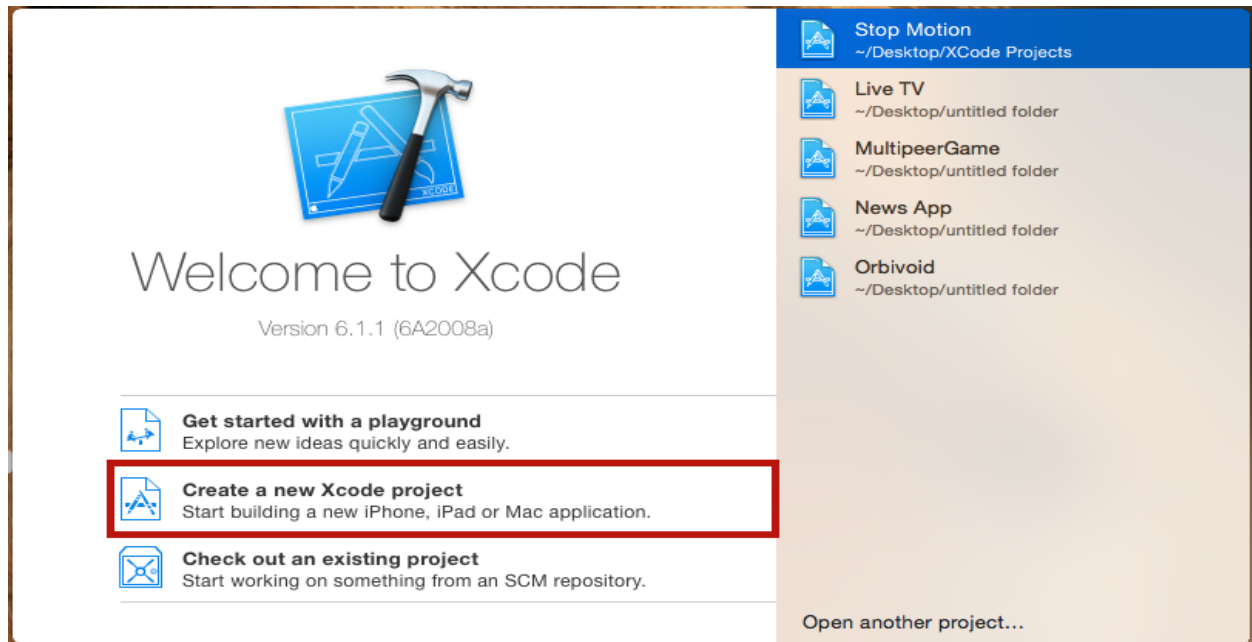 XCODE
Welcome to Xcode
Version 6.1.1 (6A2008a)
Get started with a playground
Explore new ideas quickly and easily.
Create a new Xcode project
Start building a new iPhone, iPad or Mac application.
Check out an existing project
Start working on something from an SCM repository.
Stop Motion
~/Desktop/XCode Projects
Live TV
~/Desktop/untitled folder
MultipeerGame
~/Desktop/untitled folder
News App
~/Desktop/untitled folder
Orbivoid
~/Desktop/untitled folder
Open another project...